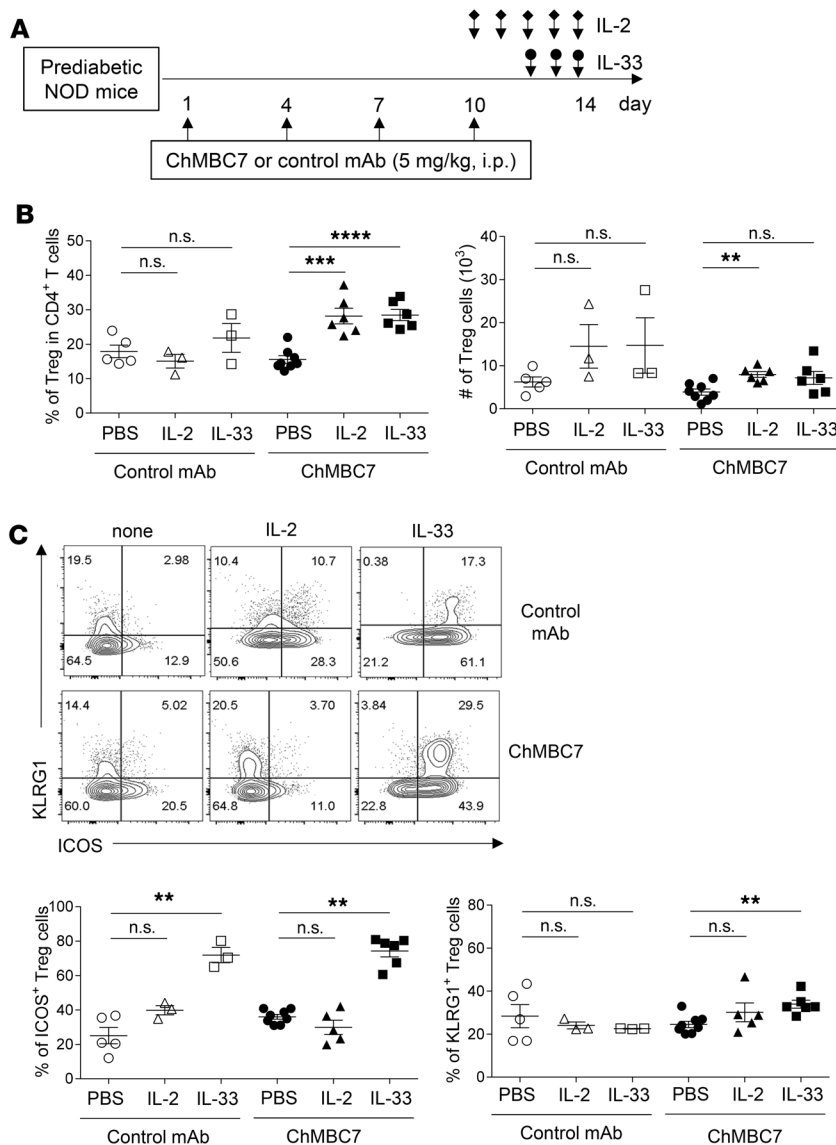 A
IL-2
IL-33
Prediabetic
NOD mice
1 4 7 10 14 day
ChMBC7 or control mAb (5 mg/kg, i.p.)
B
% of Treg in CD4⁺ T cells
50
40
30
20
10
0
n.s.
n.s.
****
***
PBS IL-2 IL-33 PBS IL-2 IL-33
Control mAb ChMBC7
# of Treg cells (10³)
40
30
20
10
0
n.s.
n.s.
n.s.
**
PBS IL-2 IL-33 PBS IL-2 IL-33
Control mAb ChMBC7
C
none IL-2 IL-33
19.5 2.98 10.4 10.7 0.38 17.3
64.5 12.9 50.6 28.3 21.2 61.1
Control
mAb
14.4 5.02 20.5 3.70 3.84 29.5
60.0 20.5 64.8 11.0 22.8 43.9
ChMBC7
KLRG1
ICOS
% of ICOS⁺ Treg cells
100
80
60
40
20
0
**
n.s.
**
n.s.
PBS IL-2 IL-33 PBS IL-2 IL-33
Control mAb ChMBC7
% of KLRG1⁺ Treg cells
80
60
40
20
0
n.s.
n.s.
**
n.s.
PBS IL-2 IL-33 PBS IL-2 IL-33
Control mAb ChMBC7